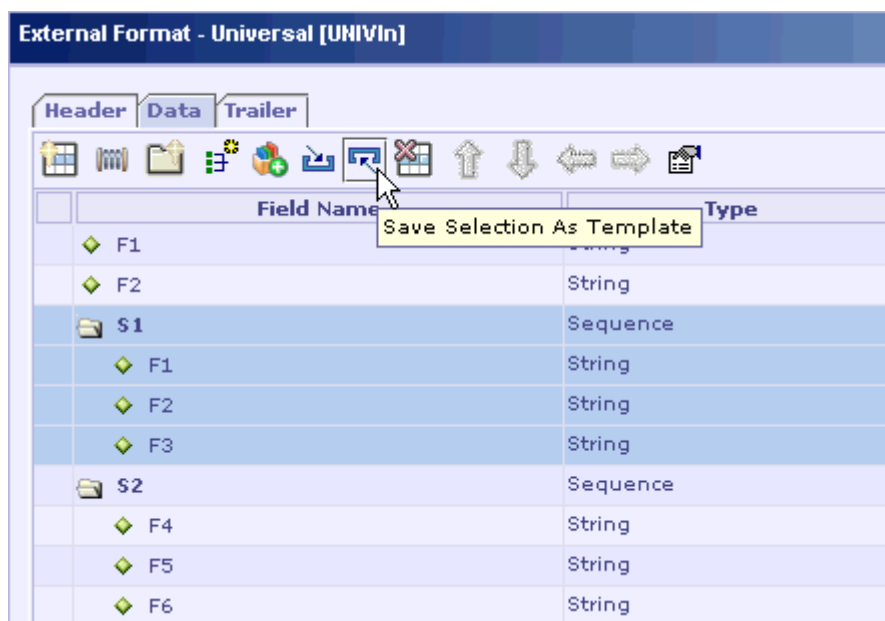 External Format - Universal [UNIVIn]
Header Data Trailer
Field Name Type
Save Selection As Template
F1
F2 String
S1 Sequence
F1 String
F2 String
F3 String
S2 Sequence
F4 String
F5 String
F6 String